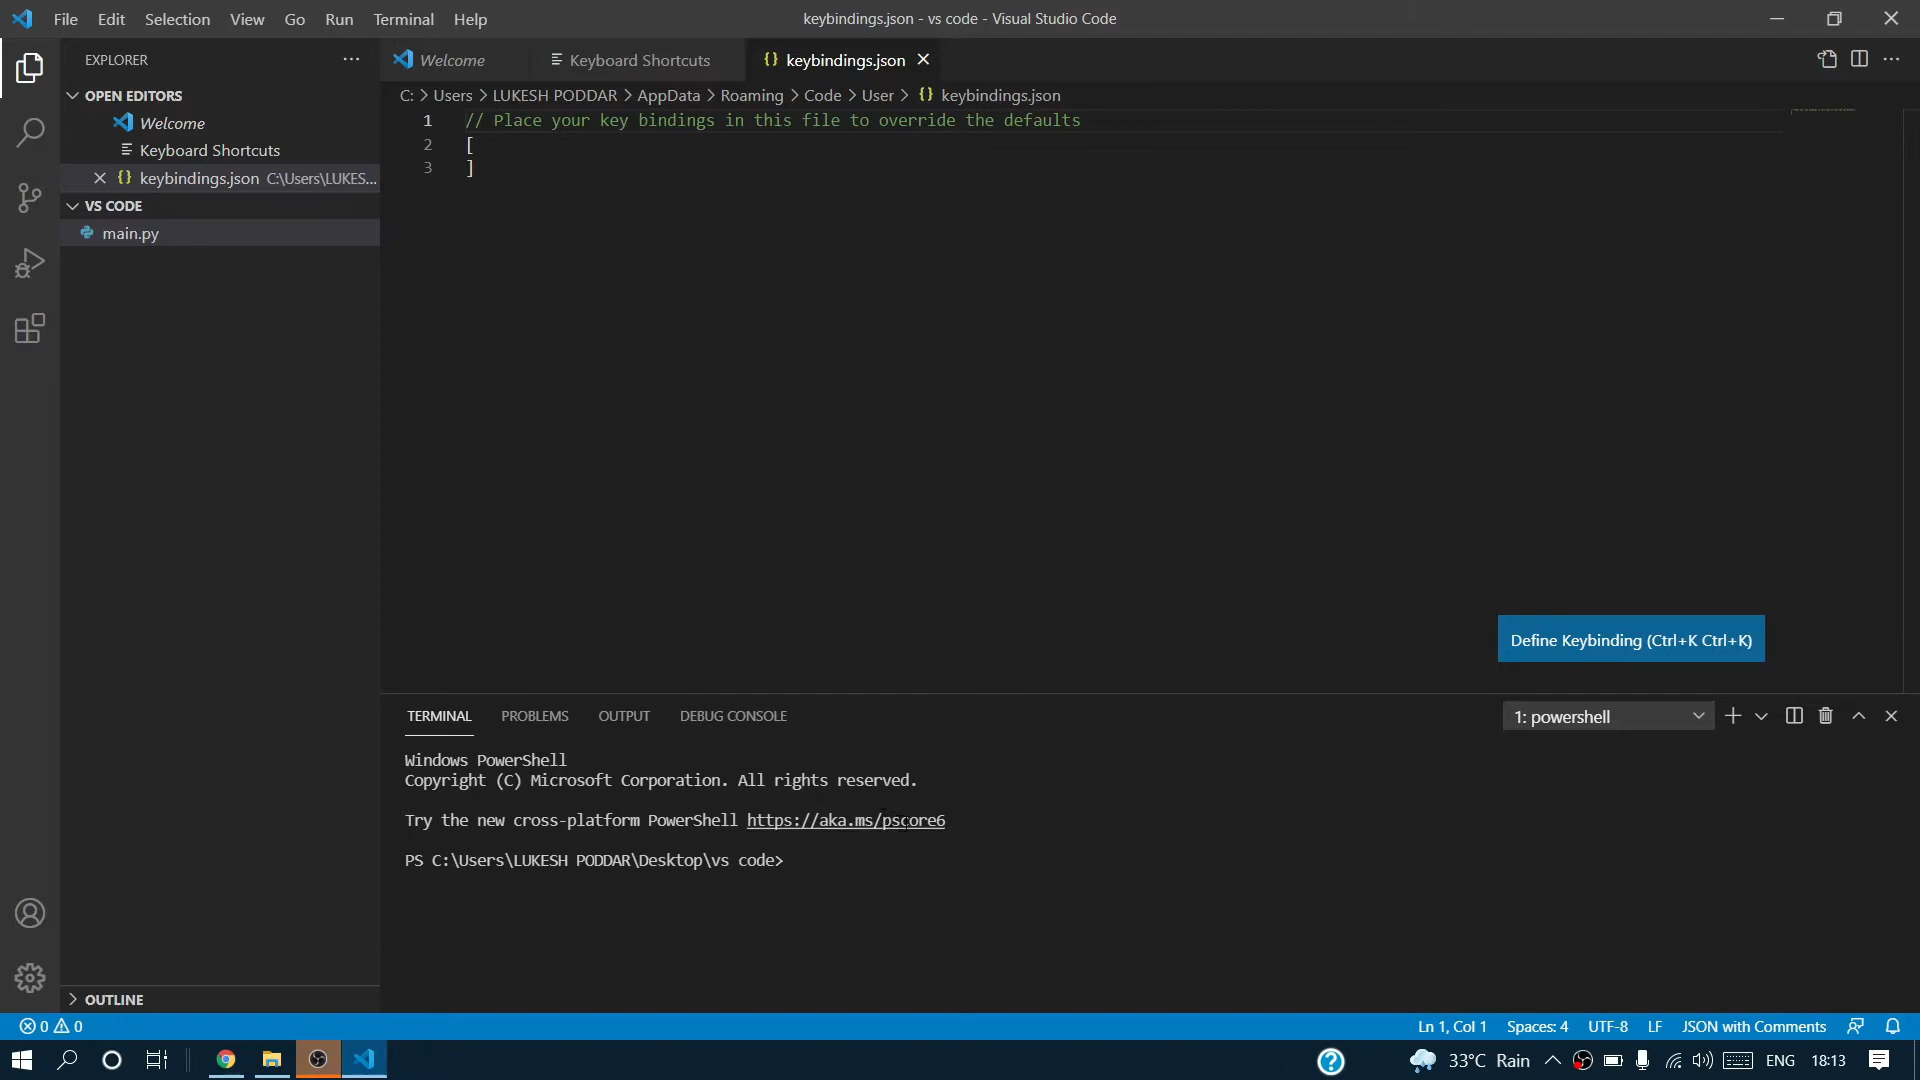 File Edit Selection View Go Run Terminal Help
keybindings.json - vs code - Visual Studio Code
EXPLORER
OPEN EDITORS
Welcome
Keyboard Shortcuts
keybindings.json C:\Users\LUKES...
VS CODE
main.py
OUTLINE
Welcome
Keyboard Shortcuts
keybindings.json
C: > Users > LUKESH PODDAR > AppData > Roaming > Code > User > {} keybindings.json
1 // Place your key bindings in this file to override the defaults
2 [
3 ]
Define Keybinding (Ctrl+K Ctrl+K)
TERMINAL PROBLEMS OUTPUT DEBUG CONSOLE
1: powershell
Windows PowerShell
Copyright (C) Microsoft Corporation. All rights reserved.
Try the new cross-platform PowerShell https://aka.ms/pscore6
PS C:\Users\LUKESH PODDAR\Desktop\vs code>
0 0
Ln 1, Col 1 Spaces: 4 UTF-8 LF JSON with Comments
33°C Rain ENG 18:13